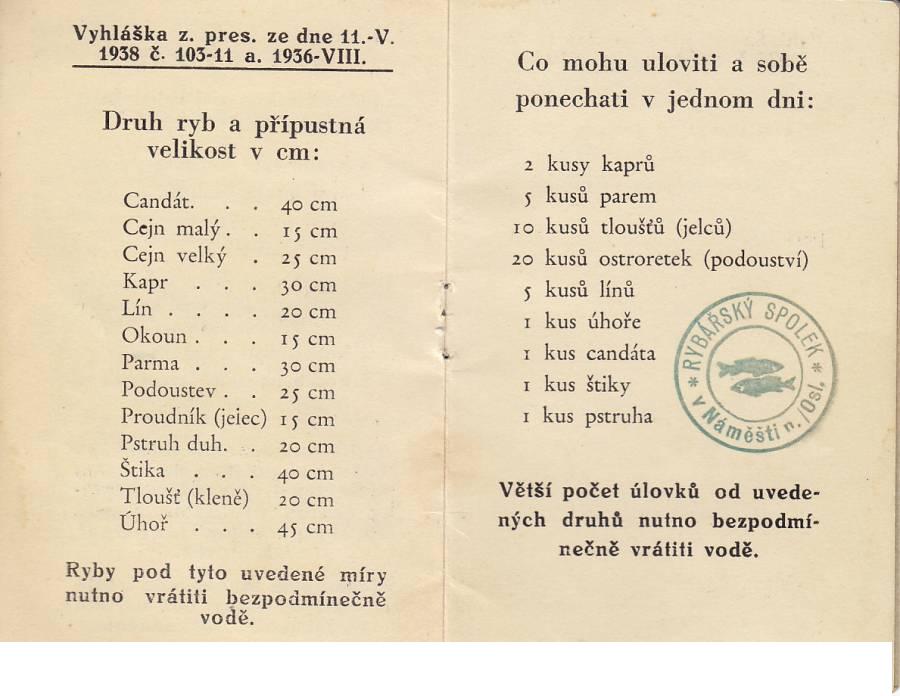 Vyhláška z. pres. ze dne 11.-V.
1938 č. 103-11 a. 1936-VIII.
Druh ryb a přípustná
velikost v cm:
Candát. . . 40 cm
Cejn malý . . 15 cm
Cejn velký . 25 cm
Kapr . . . 30 cm
Lín . . . . 20 cm
Okoun . . . 15 cm
Parma . . . 30 cm
Podoustev . . 25 cm
Proudník (jelec) 15 cm
Pstruh duh. . 20 cm
Štika . . . 40 cm
Tloušť (kleně) 20 cm
Úhoř . . . 45 cm
Ryby pod tyto uvedené míry
nutno vrátiti bezpodmínečně
vodě.
Co mohu uloviti a sobě
ponechati v jednom dni:
2 kusy kaprů
5 kusů parem
10 kusů tloušťů (jelců)
20 kusů ostroretek (podouství)
5 kusů línů
1 kus úhoře
1 kus candáta
1 kus štiky
1 kus pstruha
RYBÁŘSKÝ SPOLEK
* v Náměšti n./Osl. *
Větší počet úlovků od uvede-
ných druhů nutno bezpodmí-
nečně vrátiti vodě.